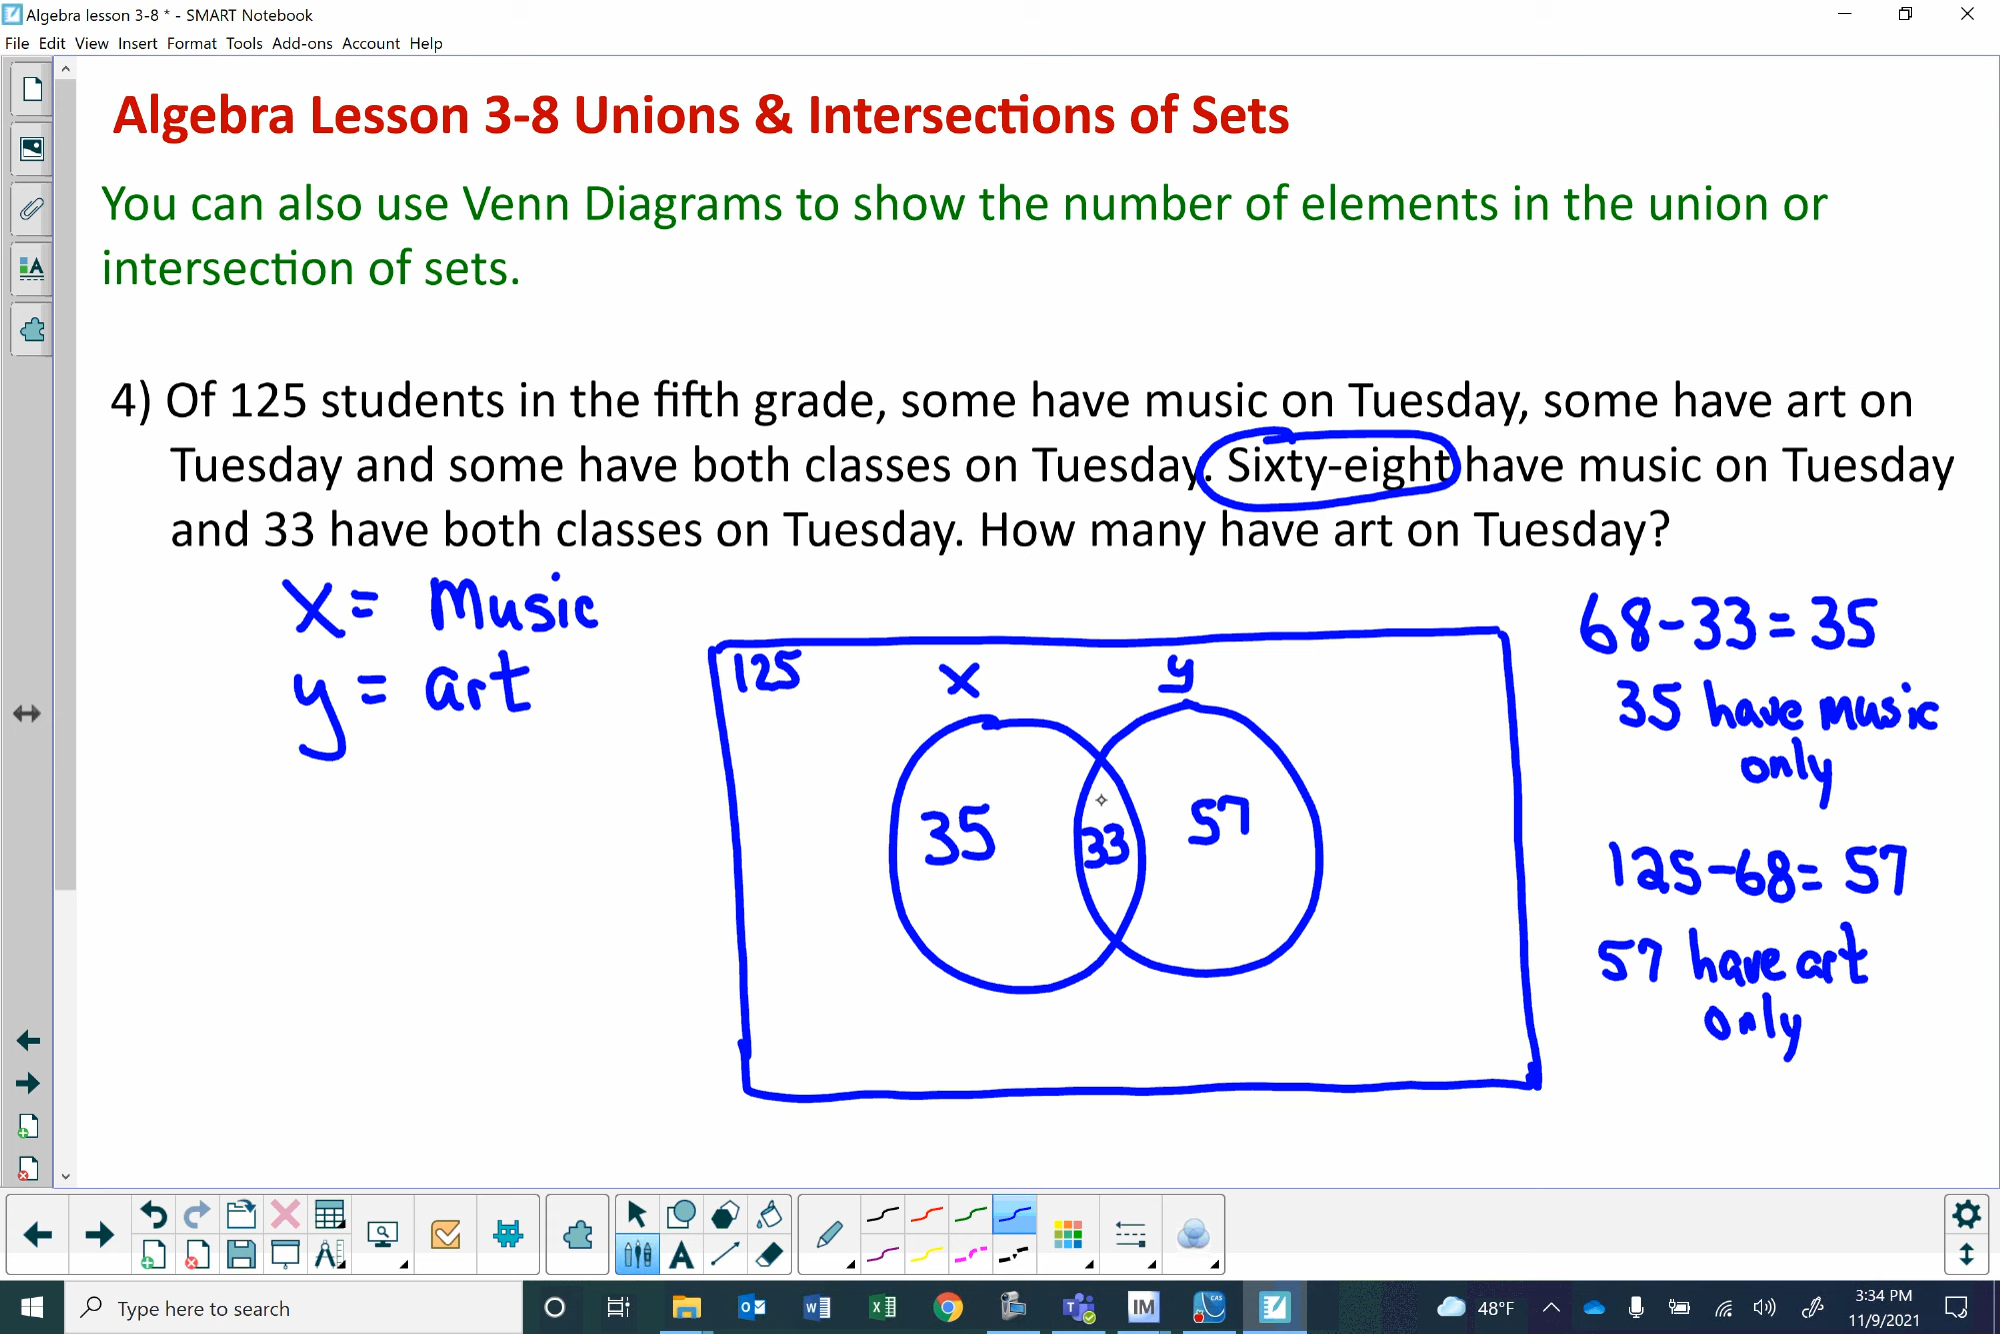 Algebra lesson 3-8 * - SMART Notebook
File Edit View Insert Format Tools Add-ons Account Help
Algebra Lesson 3-8 Unions & Intersections of Sets
You can also use Venn Diagrams to show the number of elements in the union or
intersection of sets.
4) Of 125 students in the fifth grade, some have music on Tuesday, some have art on
Tuesday and some have both classes on Tuesday. Sixty-eight have music on Tuesday
and 33 have both classes on Tuesday. How many have art on Tuesday?
x = Music
y = art
125 x y
35 33 57
68-33=35
35 have music
only
125-68=57
57 have art
only
Type here to search
IM
CAS
48°F
3:34 PM
11/9/2021